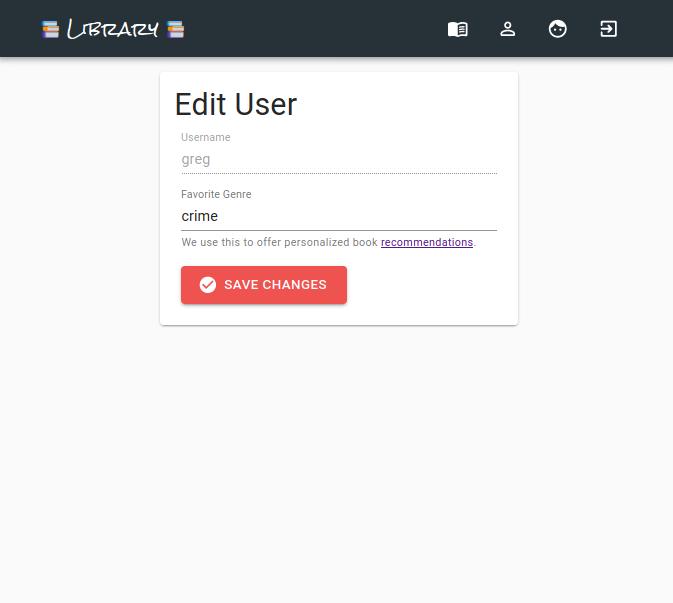 Library
Edit User
Username
greg
Favorite Genre
crime
We use this to offer personalized book recommendations.
SAVE CHANGES